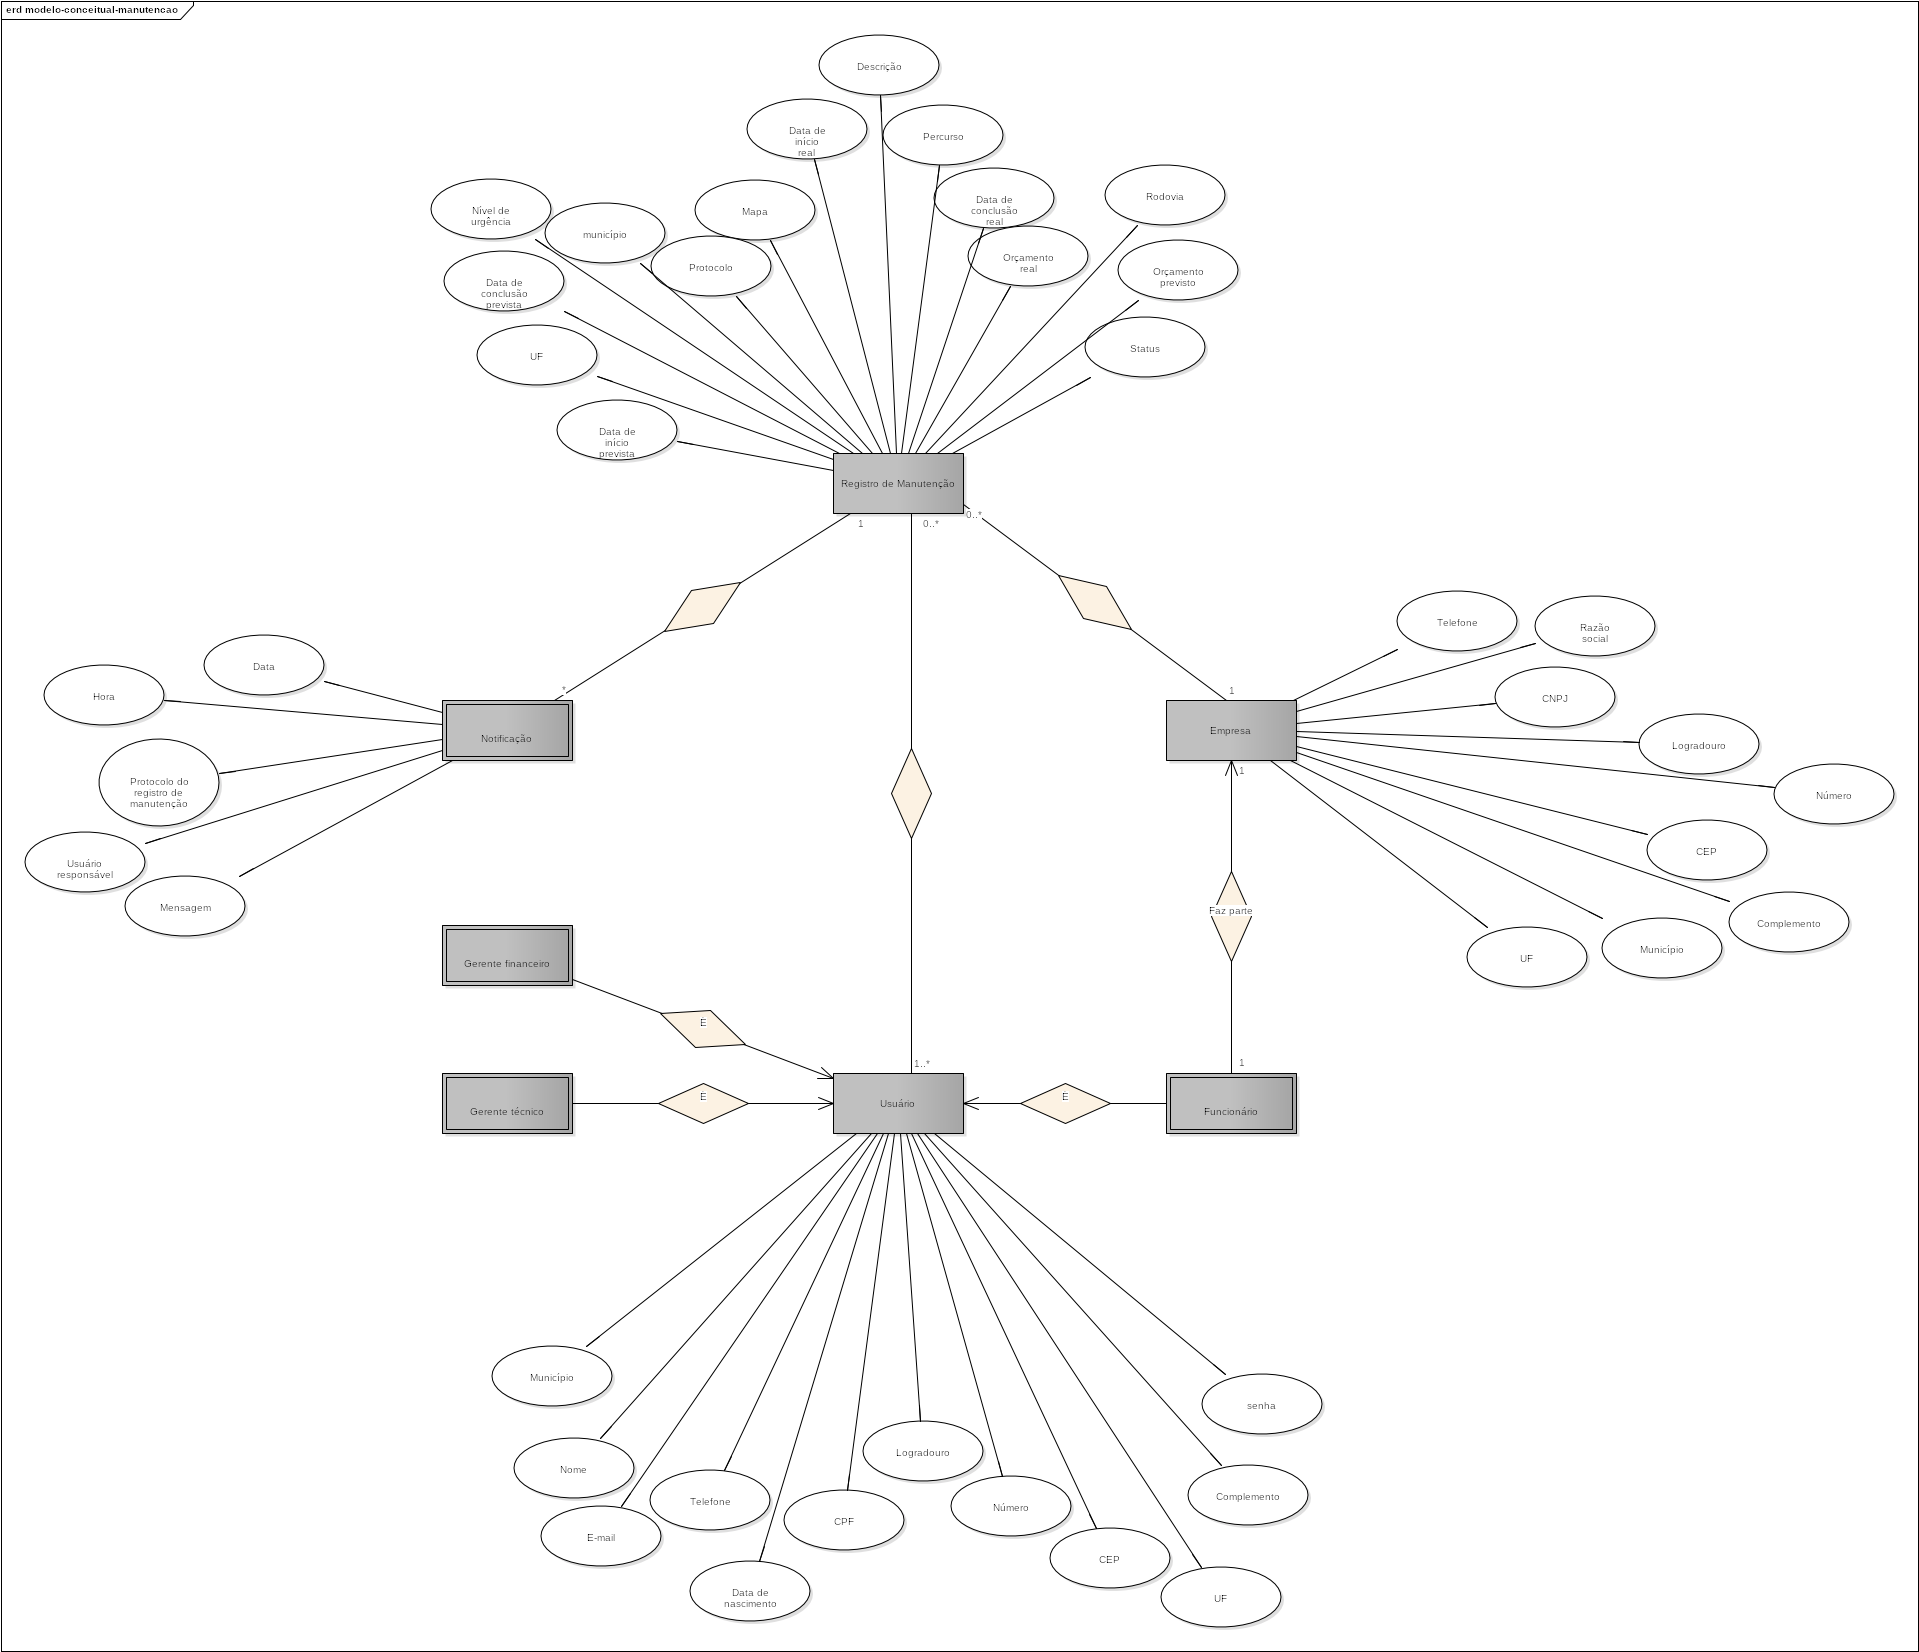 erd modelo-conceitual-manutencao
Descrição
Data de
início
real
Percurso
Nível de
urgência
município
Mapa
Protocolo
Data de
conclusão
real
Rodovia
Orçamento
real
Orçamento
previsto
Data de
conclusão
prevista
UF
Status
Data de
início
prevista
Registro de Manutenção
1
0..*
0..*
Telefone
Razão
social
Data
Hora
*
1
CNPJ
Notificação
Empresa
Logradouro
1
Protocolo do
registro de
manutenção
Número
Usuário
responsável
CEP
Mensagem
Faz parte
Complemento
Município
UF
Gerente financeiro
É
1..*
1
Gerente técnico
É
Usuário
É
Funcionário
Município
senha
Nome
Logradouro
Telefone
Complemento
Número
CPF
E-mail
CEP
Data de
nascimento
UF